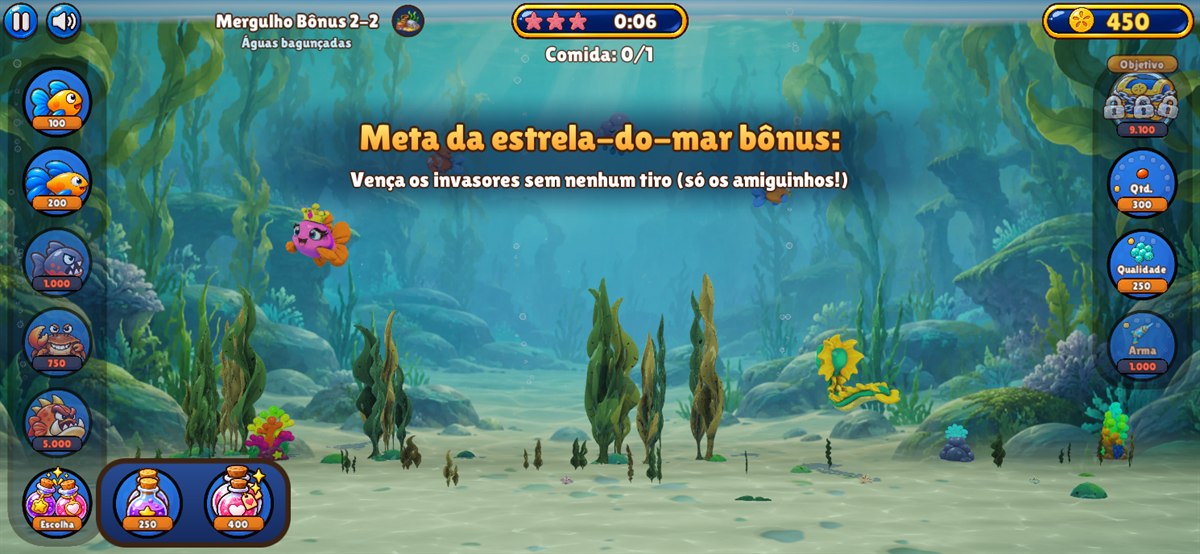 Mergulho Bônus 2-2
Águas bagunçadas
0:06
Comida: 0/1
450
Meta da estrela-do-mar bônus:
Vença os invasores sem nenhum tiro (só os amiguinhos!)
100
200
1.000
750
5.000
Escolha
250
400
Objetivo
9.100
Qtd.
300
Qualidade
250
Arma
1.000